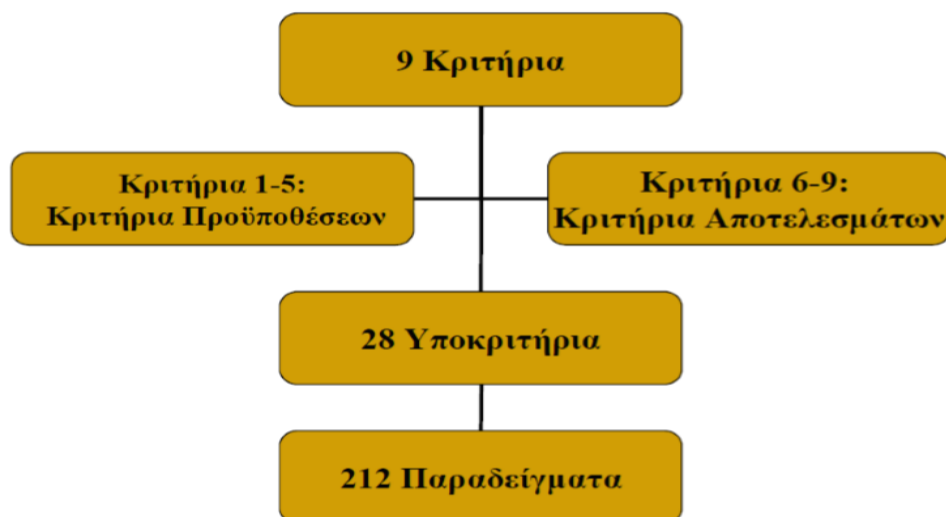 9 Κριτήρια
Κριτήρια 1-5:
Κριτήρια Προϋποθέσεων
Κριτήρια 6-9:
Κριτήρια Αποτελεσμάτων
28 Υποκριτήρια
212 Παραδείγματα